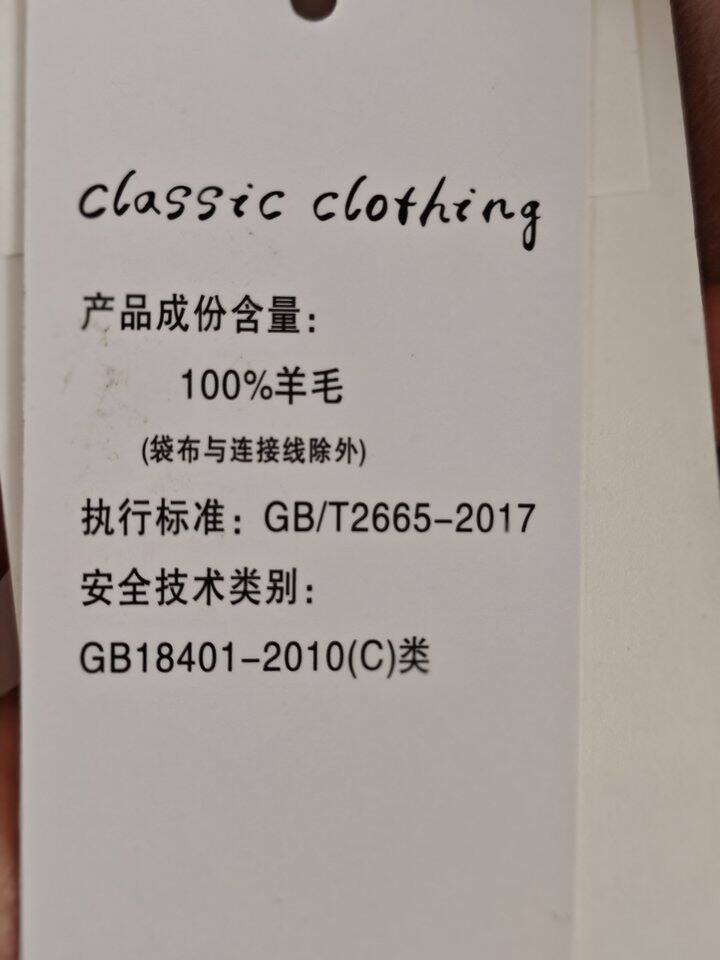 classic clothing
产品成份含量：
100%羊毛
(袋布与连接线除外)
执行标准：GB/T2665-2017
安全技术类别：
GB18401-2010(C)类